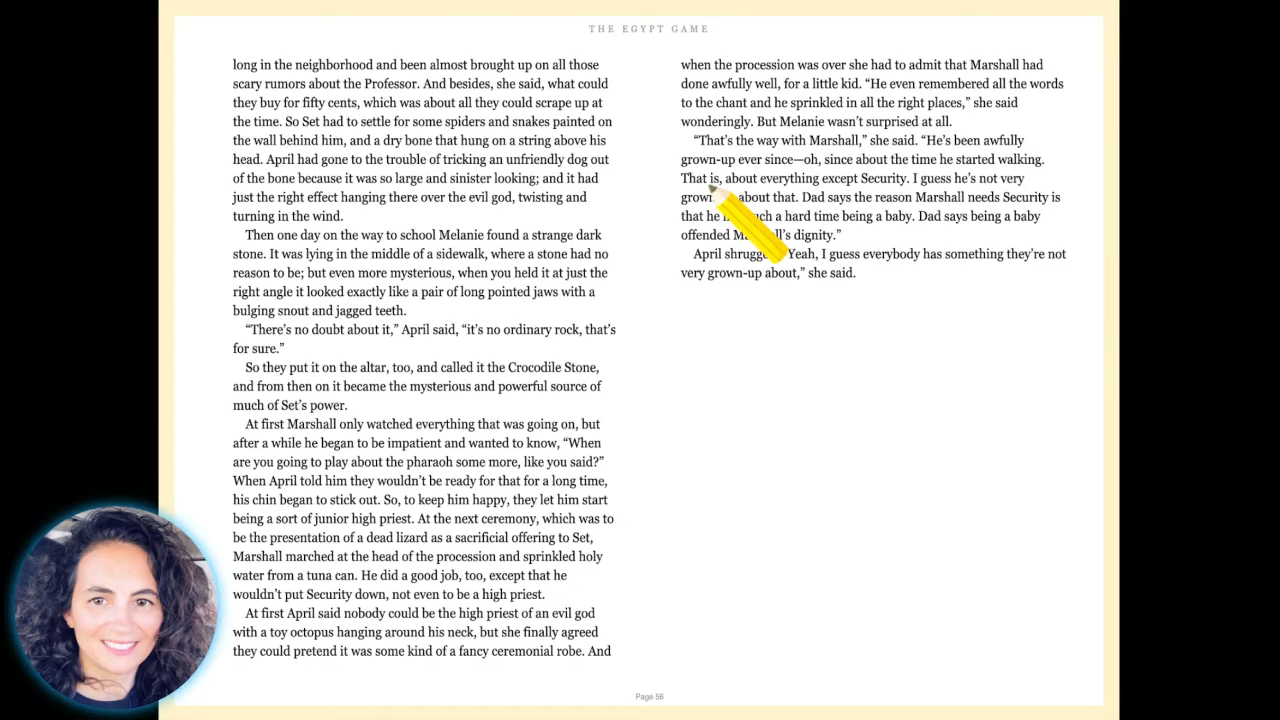 THE EGYPT GAME
long in the neighborhood and been almost brought up on all those
scary rumors about the Professor. And besides, she said, what could
they buy for fifty cents, which was about all they could scrape up at
the time. So Set had to settle for some spiders and snakes painted on
the wall behind him, and a dry bone that hung on a string above his
head. April had gone to the trouble of tricking an unfriendly dog out
of the bone because it was so large and sinister looking; and it had
just the right effect hanging there over the evil god, twisting and
turning in the wind.
Then one day on the way to school Melanie found a strange dark
stone. It was lying in the middle of a sidewalk, where a stone had no
reason to be; but even more mysterious, when you held it at just the
right angle it looked exactly like a pair of long pointed jaws with a
bulging snout and jagged teeth.
“There’s no doubt about it,” April said, “it’s no ordinary rock, that’s
for sure.”
So they put it on the altar, too, and called it the Crocodile Stone,
and from then on it became the mysterious and powerful source of
much of Set’s power.
At first Marshall only watched everything that was going on, but
after a while he began to be impatient and wanted to know, “When
are you going to play about the pharaoh some more, like you said?”
When April told him they wouldn’t be ready for that for a long time,
his chin began to stick out. So, to keep him happy, they let him start
being a sort of junior high priest. At the next ceremony, which was to
be the presentation of a dead lizard as a sacrificial offering to Set,
Marshall marched at the head of the procession and sprinkled holy
water from a tuna can. He did a good job, too, except that he
wouldn’t put Security down, not even to be a high priest.
At first April said nobody could be the high priest of an evil god
with a toy octopus hanging around his neck, but she finally agreed
they could pretend it was some kind of a fancy ceremonial robe. And
when the procession was over she had to admit that Marshall had
done awfully well, for a little kid. “He even remembered all the words
to the chant and he sprinkled in all the right places,” she said
wonderingly. But Melanie wasn’t surprised at all.
“That’s the way with Marshall,” she said. “He’s been awfully
grown-up ever since—oh, since about the time he started walking.
That is, about everything except Security. I guess he’s not very
about that. Dad says the reason Marshall needs Security is
that he such a hard time being a baby. Dad says being a baby
offended Marshall’s dignity.”
April shrugged. “Yeah, I guess everybody has something they’re not
very grown-up about,” she said.
Page 56